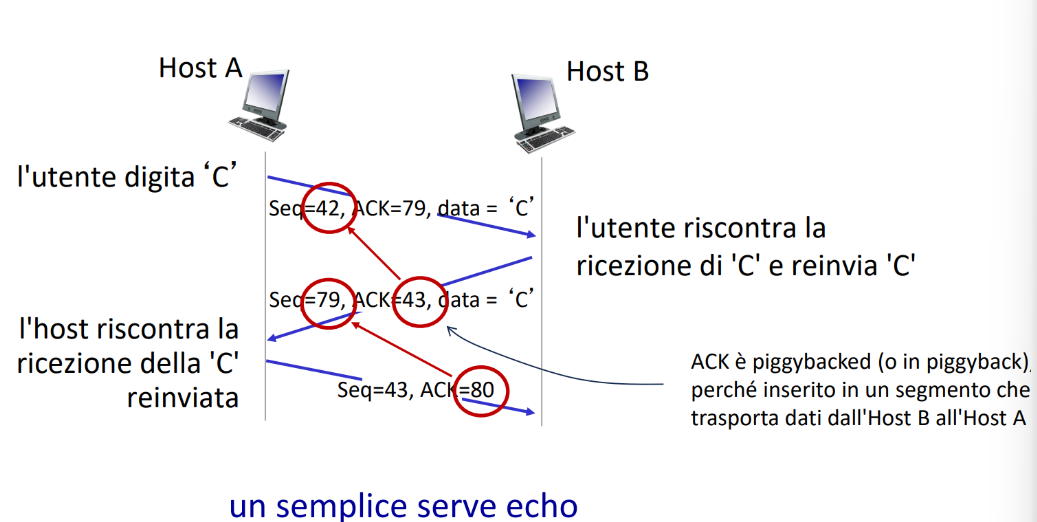 Host A
Host B
l'utente digita ‘C’
Seq=42, ACK=79, data = ‘C’
l'utente riscontra la
ricezione di 'C' e reinvia 'C'
Seq=79, ACK=43, data = ‘C’
l'host riscontra la
ricezione della 'C'
reinviata
Seq=43, ACK=80
ACK è piggybacked (o in piggyback),
perché inserito in un segmento che
trasporta dati dall'Host B all'Host A
un semplice serve echo